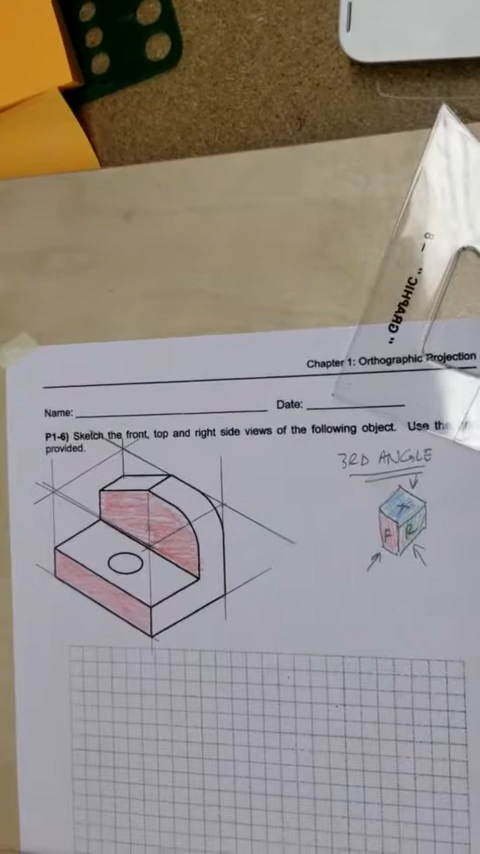 "GRAPHIC" - 8
Chapter 1: Orthographic Projection
Name:
Date:
P1-6) Sketch the front, top and right side views of the following object. Use the
provided.
3RD ANGLE
T
F
R